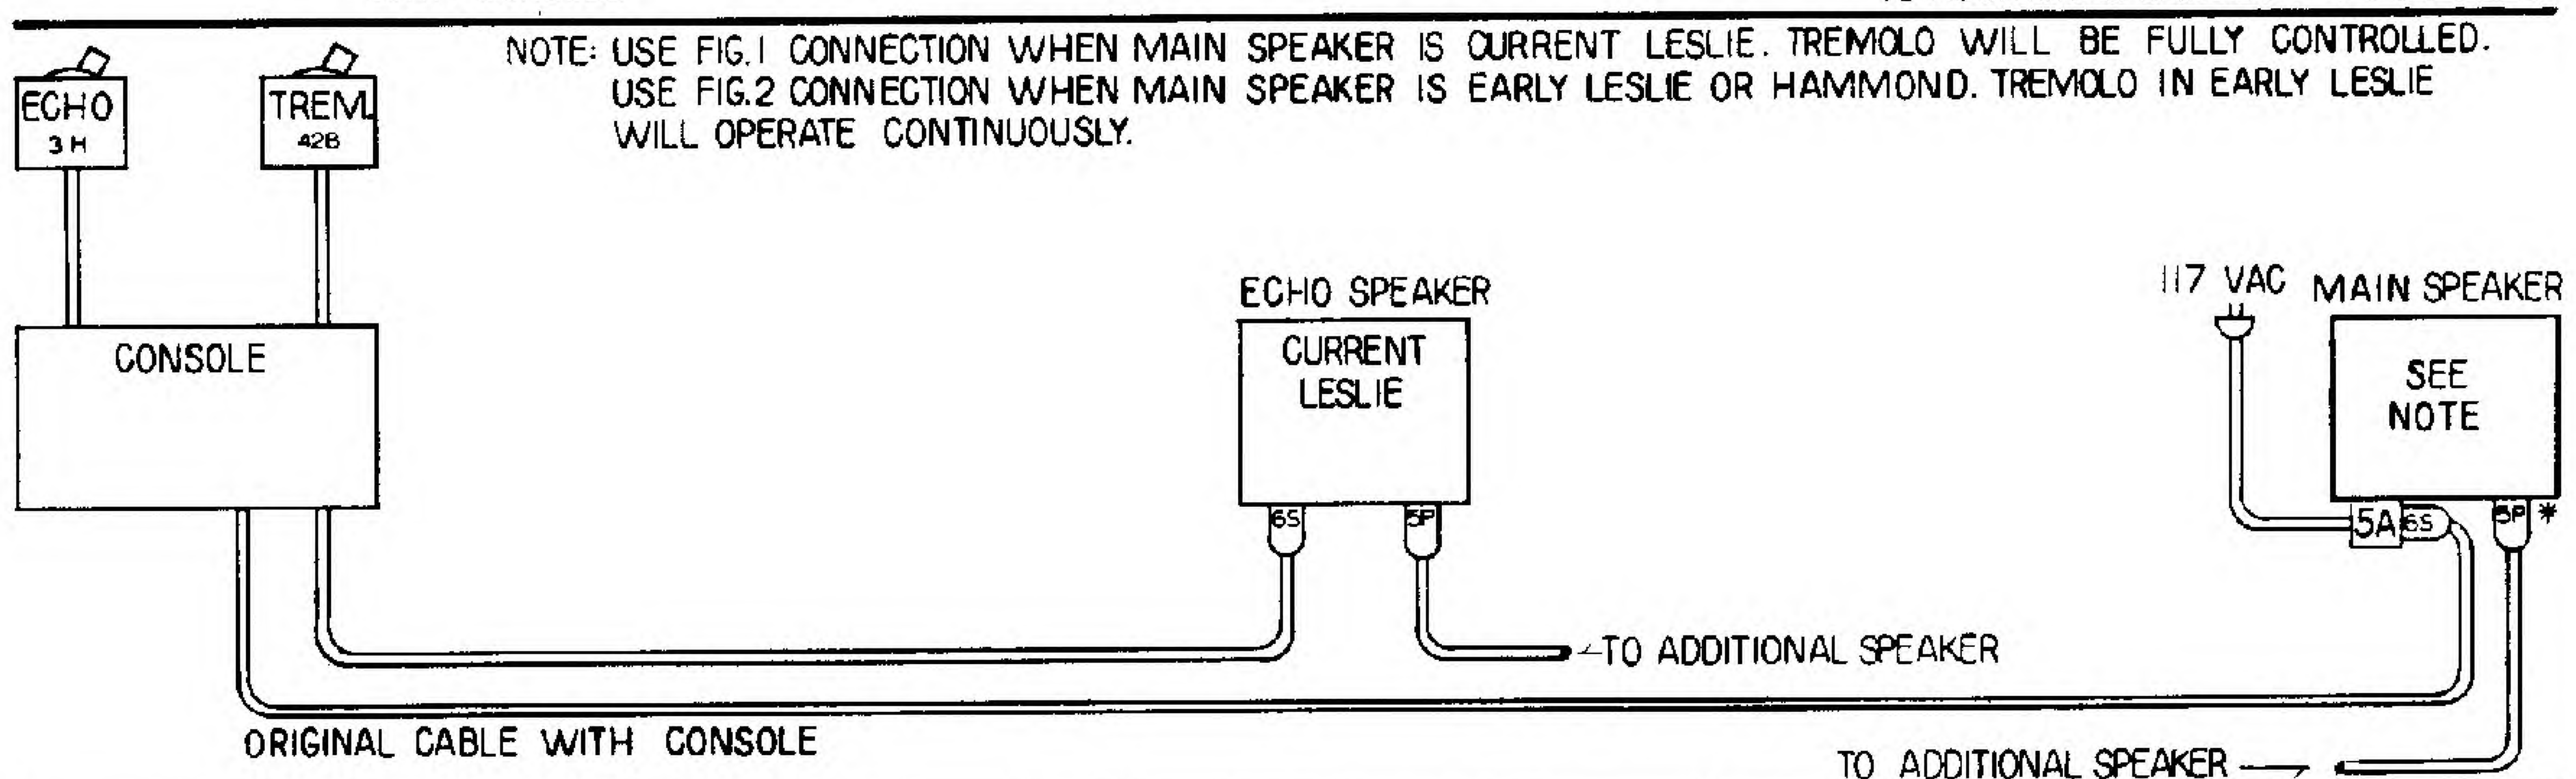 NOTE: USE FIG.1 CONNECTION WHEN MAIN SPEAKER IS CURRENT LESLIE. TREMOLO WILL BE FULLY CONTROLLED.
USE FIG.2 CONNECTION WHEN MAIN SPEAKER IS EARLY LESLIE OR HAMMOND. TREMOLO IN EARLY LESLIE
WILL OPERATE CONTINUOUSLY.
ECHO
3H
TREM.
42B
CONSOLE
ECHO SPEAKER
CURRENT
LESLIE
6S
5P
117 VAC
MAIN SPEAKER
SEE
NOTE
5A
6S
5P *
TO ADDITIONAL SPEAKER
ORIGINAL CABLE WITH CONSOLE
TO ADDITIONAL SPEAKER